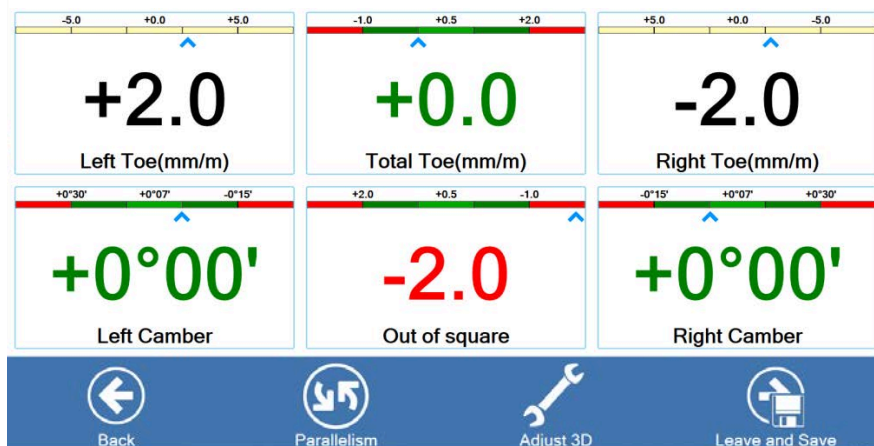 -5.0 +0.0 +5.0
-1.0 +0.5 +2.0
+5.0 +0.0 -5.0
+2.0
+0.0
-2.0
Left Toe(mm/m)
Total Toe(mm/m)
Right Toe(mm/m)
+0°30' +0°07' -0°15'
+2.0 +0.5 -1.0
-0°15' +0°07' +0°30'
+0°00'
-2.0
+0°00'
Left Camber
Out of square
Right Camber
Back
Parallelism
Adjust 3D
Leave and Save